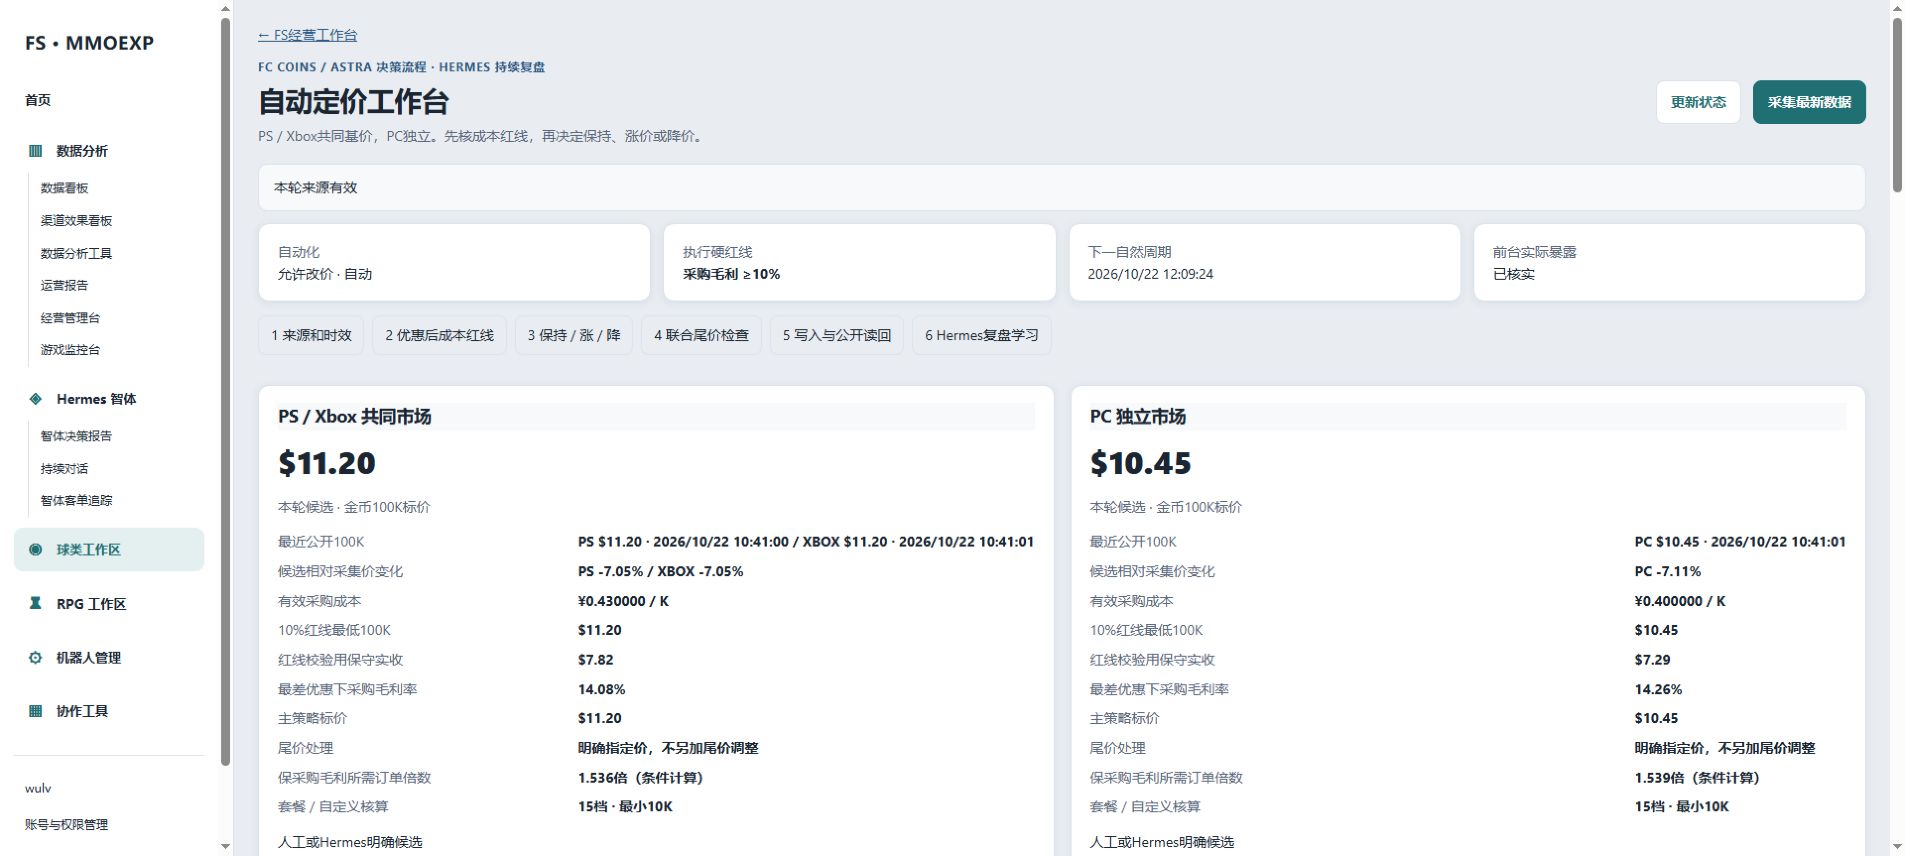 FS • MMOEXP
首页
数据分析
数据看板
渠道效果看板
数据分析工具
运营报告
经营管理台
游戏监控台
Hermes 智体
智体决策报告
持续对话
智体客单追踪
球类工作区
RPG 工作区
机器人管理
协作工具
wulv
账号与权限管理
← FS经营工作台
FC COINS / ASTRA 决策流程 · HERMES 持续复盘
自动定价工作台
PS / Xbox共同基价，PC独立。先核成本红线，再决定保持、涨价或降价。
更新状态
采集最新数据
本轮来源有效
自动化
允许改价 · 自动
执行硬红线
采购毛利 ≥10%
下一自然周期
2026/10/22 12:09:24
前台实际暴露
已核实
1 来源和时效
2 优惠后成本红线
3 保持 / 涨 / 降
4 联合尾价检查
5 写入与公开读回
6 Hermes复盘学习
PS / Xbox 共同市场
$11.20
本轮候选 · 金币100K标价
最近公开100K PS $11.20 · 2026/10/22 10:41:00 / XBOX $11.20 · 2026/10/22 10:41:01
候选相对采集价变化 PS -7.05% / XBOX -7.05%
有效采购成本 ¥0.430000 / K
10%红线最低100K $11.20
红线校验用保守实收 $7.82
最差优惠下采购毛利率 14.08%
主策略标价 $11.20
尾价处理 明确指定价，不另加尾价调整
保采购毛利所需订单倍数 1.536倍（条件计算）
套餐 / 自定义核算 15档 · 最小10K
人工或Hermes明确候选
PC 独立市场
$10.45
本轮候选 · 金币100K标价
最近公开100K PC $10.45 · 2026/10/22 10:41:01
候选相对采集价变化 PC -7.11%
有效采购成本 ¥0.400000 / K
10%红线最低100K $10.45
红线校验用保守实收 $7.29
最差优惠下采购毛利率 14.26%
主策略标价 $10.45
尾价处理 明确指定价，不另加尾价调整
保采购毛利所需订单倍数 1.539倍（条件计算）
套餐 / 自定义核算 15档 · 最小10K
人工或Hermes明确候选